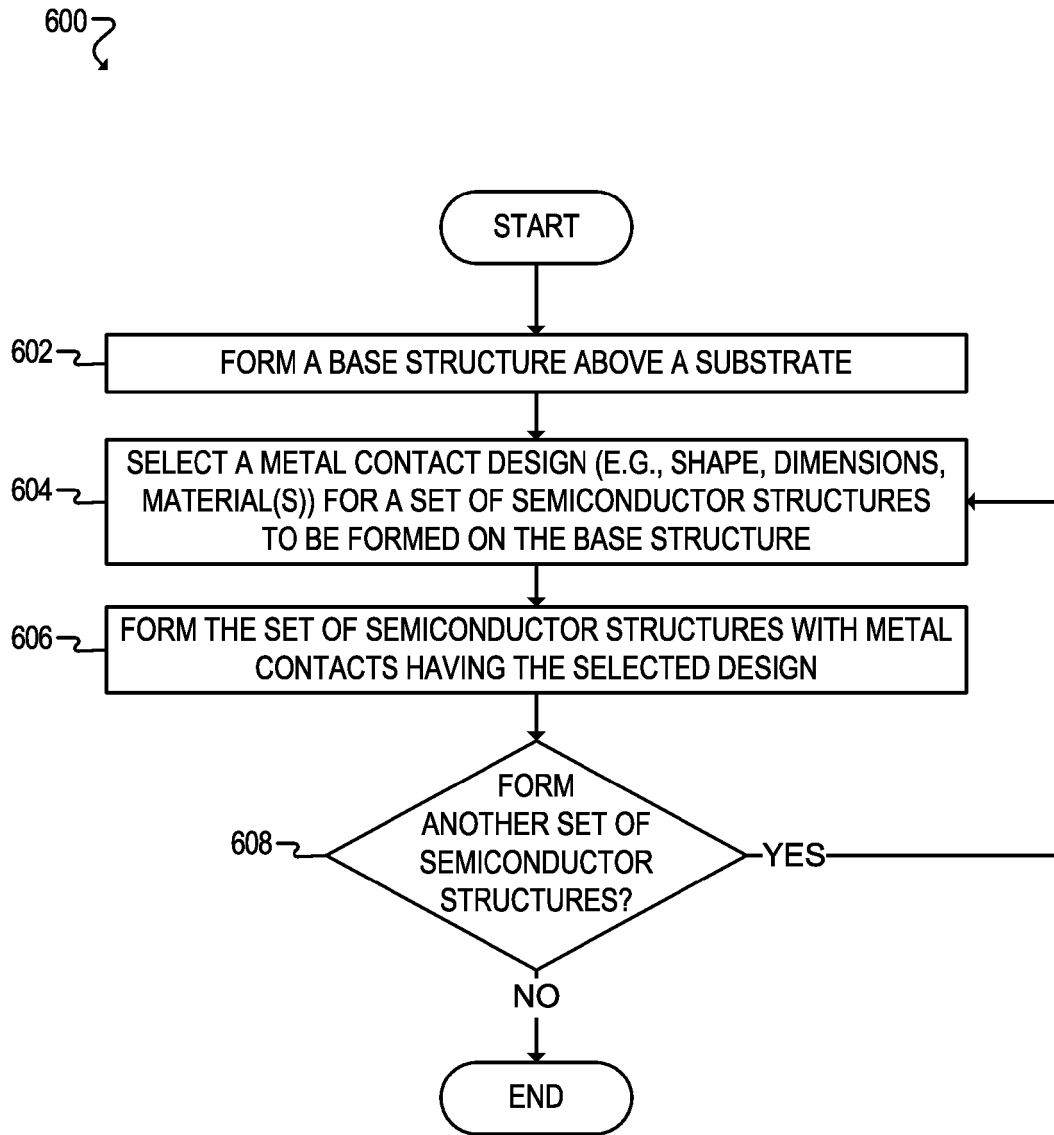 600
START
602
FORM A BASE STRUCTURE ABOVE A SUBSTRATE
SELECT A METAL CONTACT DESIGN (E.G., SHAPE, DIMENSIONS,
604
MATERIAL(S)) FOR A SET OF SEMICONDUCTOR STRUCTURES
TO BE FORMED ON THE BASE STRUCTURE
606
FORM THE SET OF SEMICONDUCTOR STRUCTURES WITH METAL
CONTACTS HAVING THE SELECTED DESIGN
FORM
ANOTHER SET OF
608
SEMICONDUCTOR
STRUCTURES?
YES
NO
END